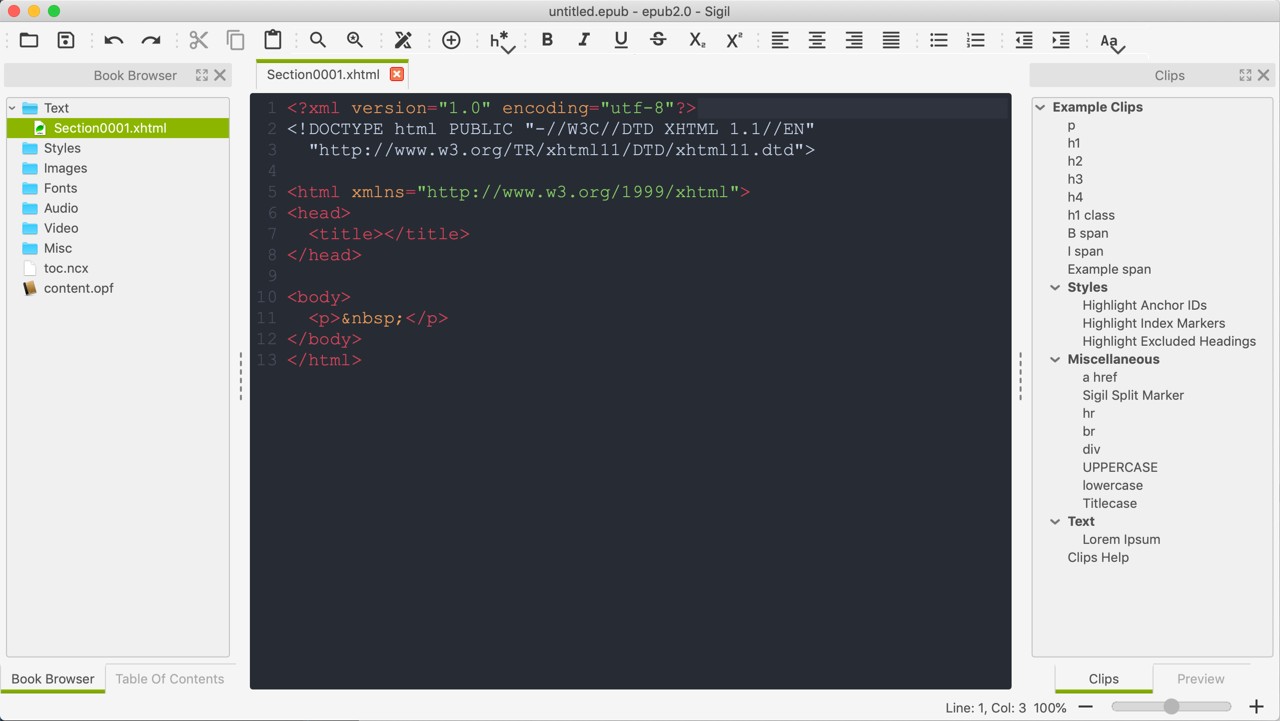 untitled.epub - epub2.0 - Sigil
h* B I U S X₂ X² Aa
Book Browser
Text
Section0001.xhtml
Styles
Images
Fonts
Audio
Video
Misc
toc.ncx
content.opf
Book Browser Table Of Contents
Section0001.xhtml
1 <?xml version="1.0" encoding="utf-8"?>
2 <!DOCTYPE html PUBLIC "-//W3C//DTD XHTML 1.1//EN"
3   "http://www.w3.org/TR/xhtml11/DTD/xhtml11.dtd">
4
5 <html xmlns="http://www.w3.org/1999/xhtml">
6 <head>
7   <title></title>
8 </head>
9
10 <body>
11   <p>&nbsp;</p>
12 </body>
13 </html>
Clips
Example Clips
p
h1
h2
h3
h4
h1 class
B span
I span
Example span
Styles
Highlight Anchor IDs
Highlight Index Markers
Highlight Excluded Headings
Miscellaneous
a href
Sigil Split Marker
hr
br
div
UPPERCASE
lowercase
Titlecase
Text
Lorem Ipsum
Clips Help
Clips Preview
Line: 1, Col: 3 100%